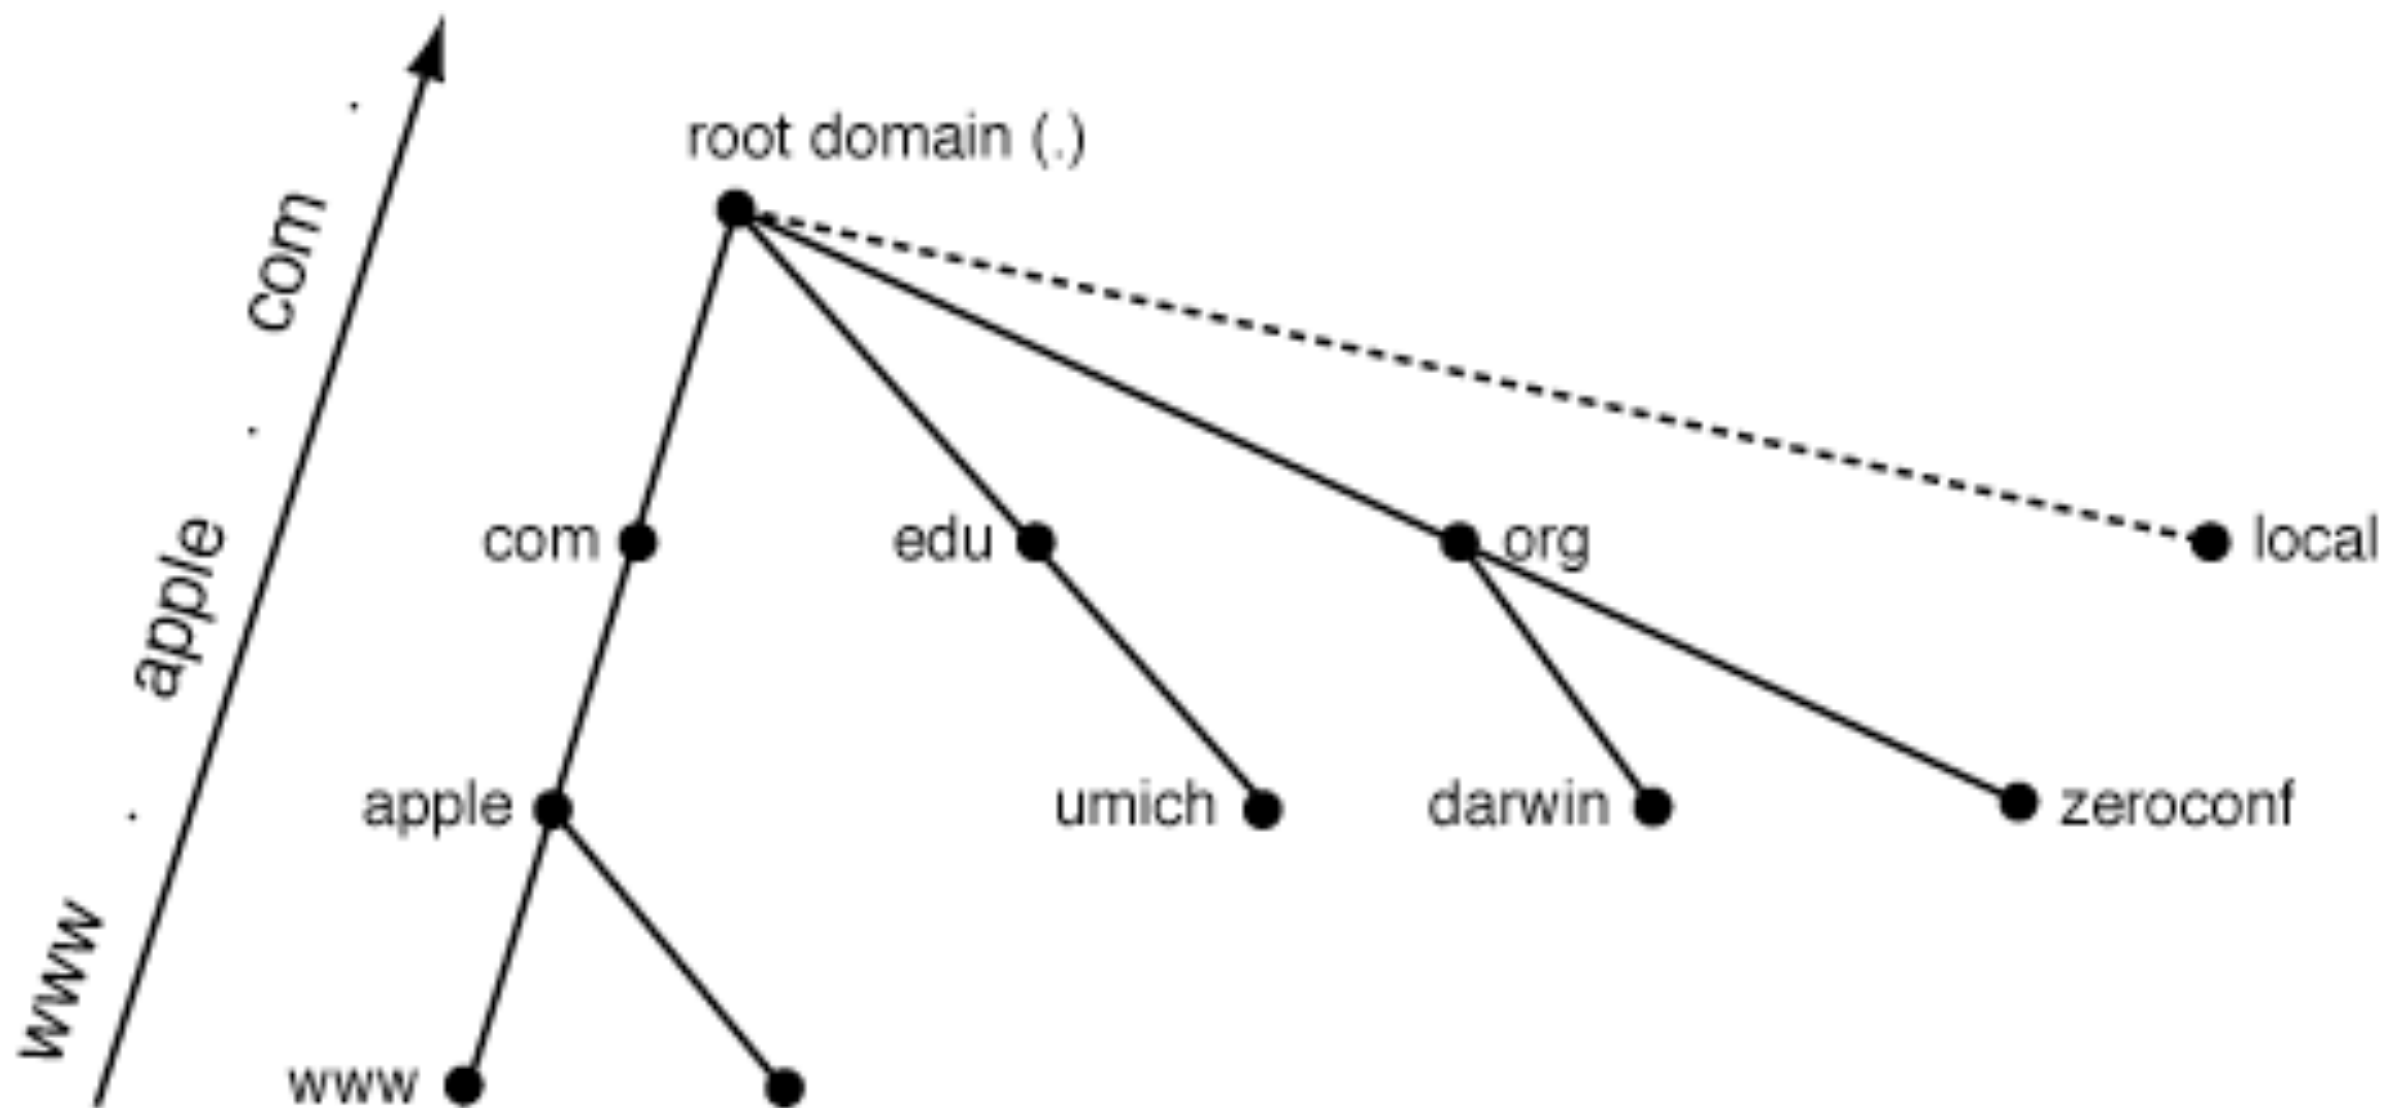 www . apple . com .
root domain (.)
com
edu
org
local
apple
umich
darwin
zeroconf
www